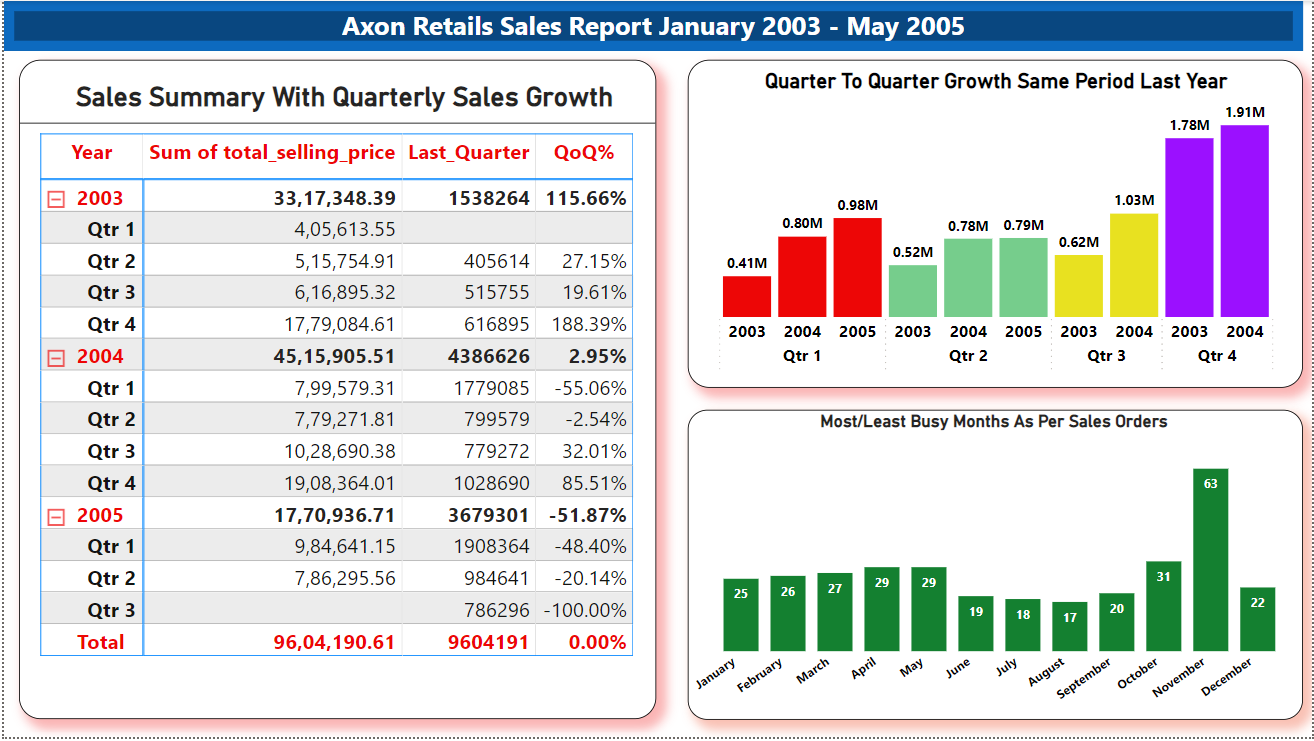 Axon Retails Sales Report January 2003 - May 2005
Sales Summary With Quarterly Sales Growth
Year Sum of total_selling_price Last_Quarter QoQ%
2003 33,17,348.39 1538264 115.66%
Qtr 1 4,05,613.55
Qtr 2 5,15,754.91 405614 27.15%
Qtr 3 6,16,895.32 515755 19.61%
Qtr 4 17,79,084.61 616895 188.39%
2004 45,15,905.51 4386626 2.95%
Qtr 1 7,99,579.31 1779085 -55.06%
Qtr 2 7,79,271.81 799579 -2.54%
Qtr 3 10,28,690.38 779272 32.01%
Qtr 4 19,08,364.01 1028690 85.51%
2005 17,70,936.71 3679301 -51.87%
Qtr 1 9,84,641.15 1908364 -48.40%
Qtr 2 7,86,295.56 984641 -20.14%
Qtr 3 786296 -100.00%
Total 96,04,190.61 9604191 0.00%
Quarter To Quarter Growth Same Period Last Year
0.41M 0.80M 0.98M 0.52M 0.78M 0.79M 0.62M 1.03M 1.78M 1.91M
2003 2004 2005 2003 2004 2005 2003 2004 2003 2004
Qtr 1 Qtr 2 Qtr 3 Qtr 4
Most/Least Busy Months As Per Sales Orders
25 26 27 29 29 19 18 17 20 31 63 22
January February March April May June July August September October November December